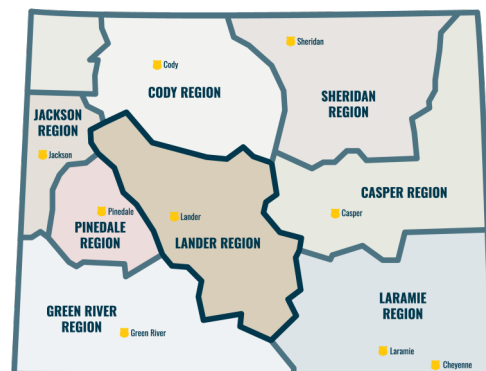 Sheridan
Cody
CODY REGION
SHERIDAN
REGION
JACKSON
REGION
Jackson
CASPER REGION
Casper
Pinedale
PINEDALE
REGION
Lander
LANDER REGION
GREEN RIVER
REGION
Green River
LARAMIE
REGION
Laramie
Cheyenne